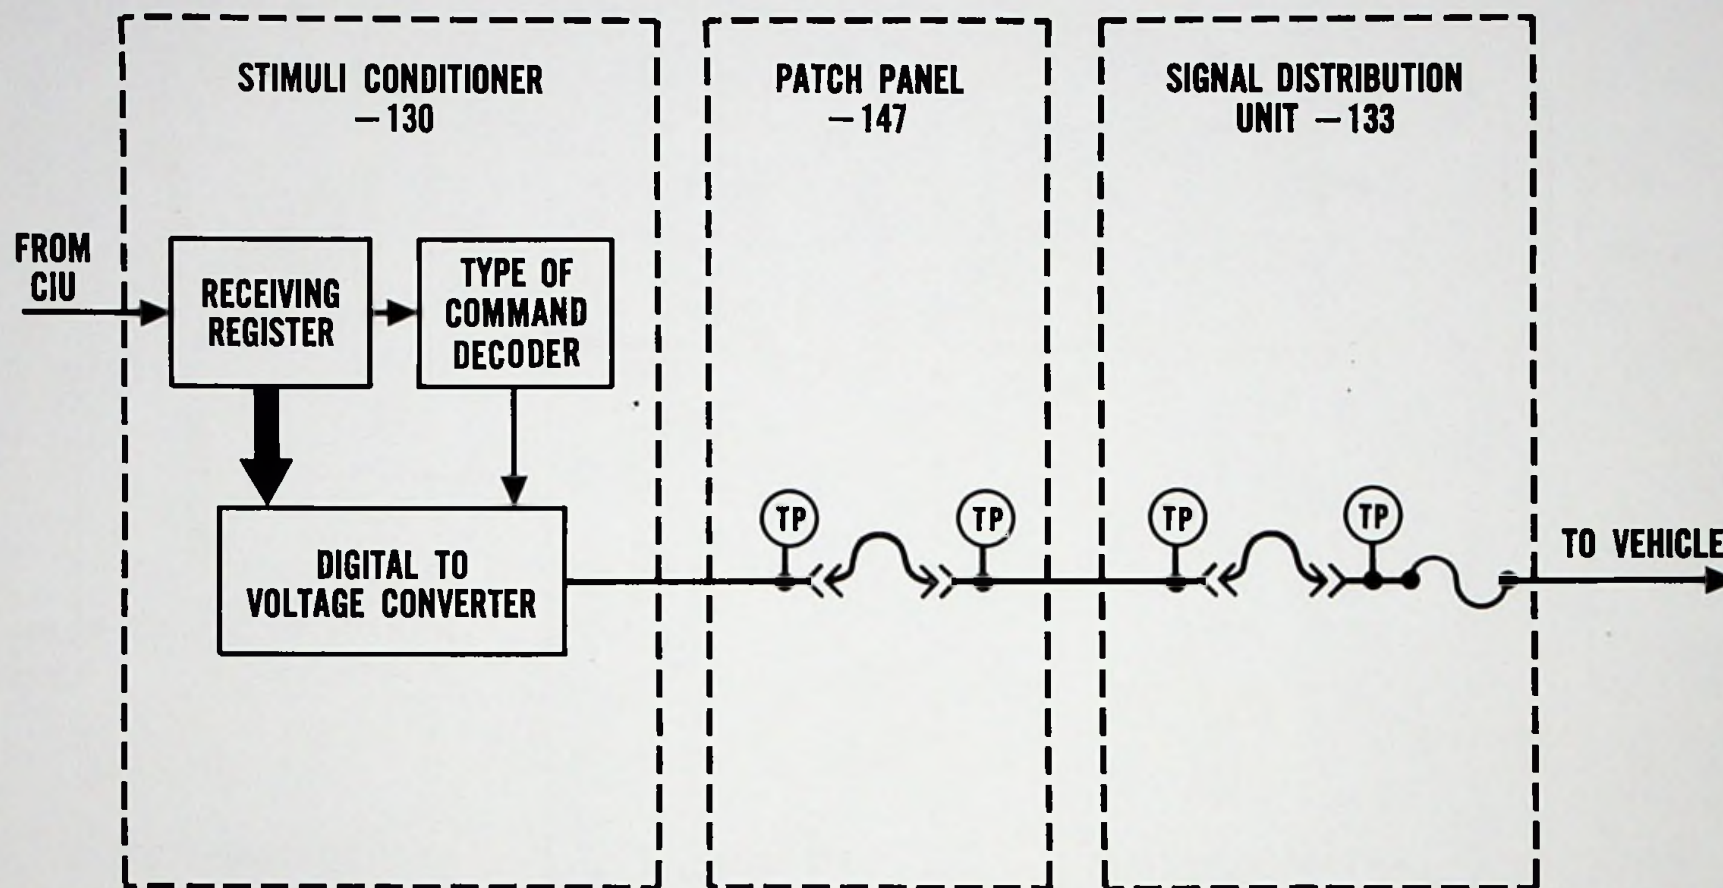 STIMULI CONDITIONER
—130
PATCH PANEL
—147
SIGNAL DISTRIBUTION
UNIT —133
FROM
CIU
RECEIVING
REGISTER
TYPE OF
COMMAND
DECODER
DIGITAL TO
VOLTAGE CONVERTER
TP
TP
TP
TP
TO VEHICLE